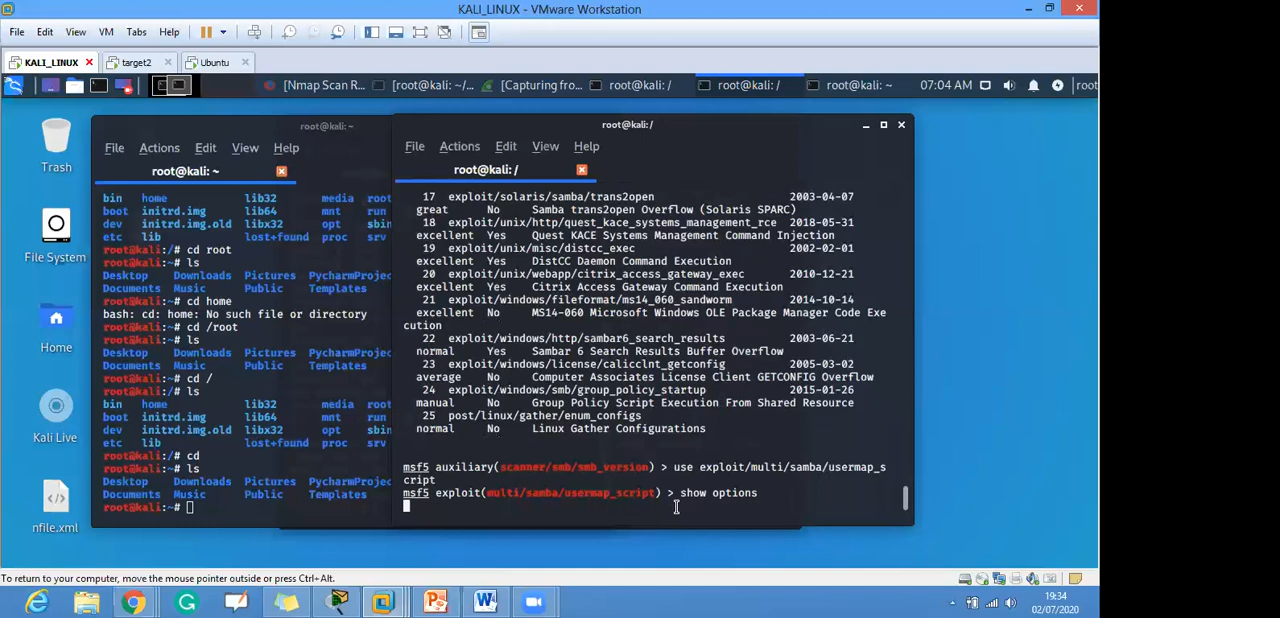 KALI_LINUX - VMware Workstation
File Edit View VM Tabs Help
KALI_LINUX target2 Ubuntu
[Nmap Scan R... [root@kali: ~/... [Capturing fro... root@kali: / root@kali: / root@kali: ~ 07:04 AM root
Trash
File System
Home
Kali Live
nfile.xml
root@kali: ~
File Actions Edit View Help
root@kali: ~
bin home lib32 media root
boot initrd.img lib64 mnt run
dev initrd.img.old libx32 opt sbin
etc lib lost+found proc srv
root@kali:/# cd root
root@kali:~# ls
Desktop Downloads Pictures PycharmProjec
Documents Music Public Templates
root@kali:~# cd home
bash: cd: home: No such file or directory
root@kali:~# cd /root
root@kali:~# ls
Desktop Downloads Pictures PycharmProjec
Documents Music Public Templates
root@kali:~# cd /
root@kali:/# ls
bin home lib32 media root
boot initrd.img lib64 mnt run
dev initrd.img.old libx32 opt sbin
etc lib lost+found proc srv
root@kali:/# cd
root@kali:~# ls
Desktop Downloads Pictures PycharmProjec
Documents Music Public Templates
root@kali:~#
root@kali:/
File Actions Edit View Help
root@kali: /
17 exploit/solaris/samba/trans2open 2003-04-07
great No Samba trans2open Overflow (Solaris SPARC)
18 exploit/unix/http/quest_kace_systems_management_rce 2018-05-31
excellent Yes Quest KACE Systems Management Command Injection
19 exploit/unix/misc/distcc_exec 2002-02-01
excellent Yes DistCC Daemon Command Execution
20 exploit/unix/webapp/citrix_access_gateway_exec 2010-12-21
excellent Yes Citrix Access Gateway Command Execution
21 exploit/windows/fileformat/ms14_060_sandworm 2014-10-14
excellent No MS14-060 Microsoft Windows OLE Package Manager Code Exe
cution
22 exploit/windows/http/sambar6_search_results 2003-06-21
normal Yes Sambar 6 Search Results Buffer Overflow
23 exploit/windows/license/calicclnt_getconfig 2005-03-02
average No Computer Associates License Client GETCONFIG Overflow
24 exploit/windows/smb/group_policy_startup 2015-01-26
manual No Group Policy Script Execution From Shared Resource
25 post/linux/gather/enum_configs
normal No Linux Gather Configurations
msf5 auxiliary(scanner/smb/smb_version) > use exploit/multi/samba/usermap_s
cript
msf5 exploit(multi/samba/usermap_script) > show options
To return to your computer, move the mouse pointer outside or press Ctrl+Alt.
19:34
02/07/2020